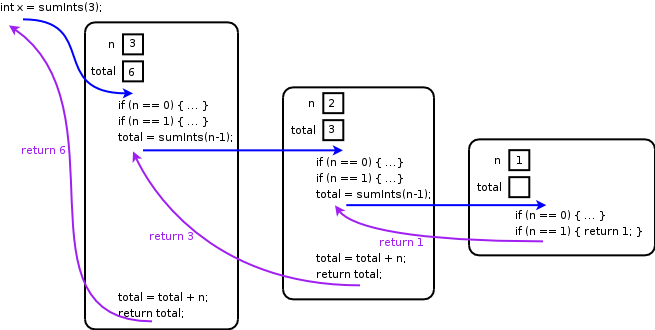 int x = sumInts(3);
n 3
total 6
if (n == 0) { ... }
if (n == 1) { ... }
total = sumInts(n-1);
return 6
return 3
total = total + n;
return total;
n 2
total 3
if (n == 0) { ...}
if (n == 1) { ...}
total = sumInts(n-1);
return 1
total = total + n;
return total;
n 1
total
if (n == 0) { ... }
if (n == 1) { return 1; }